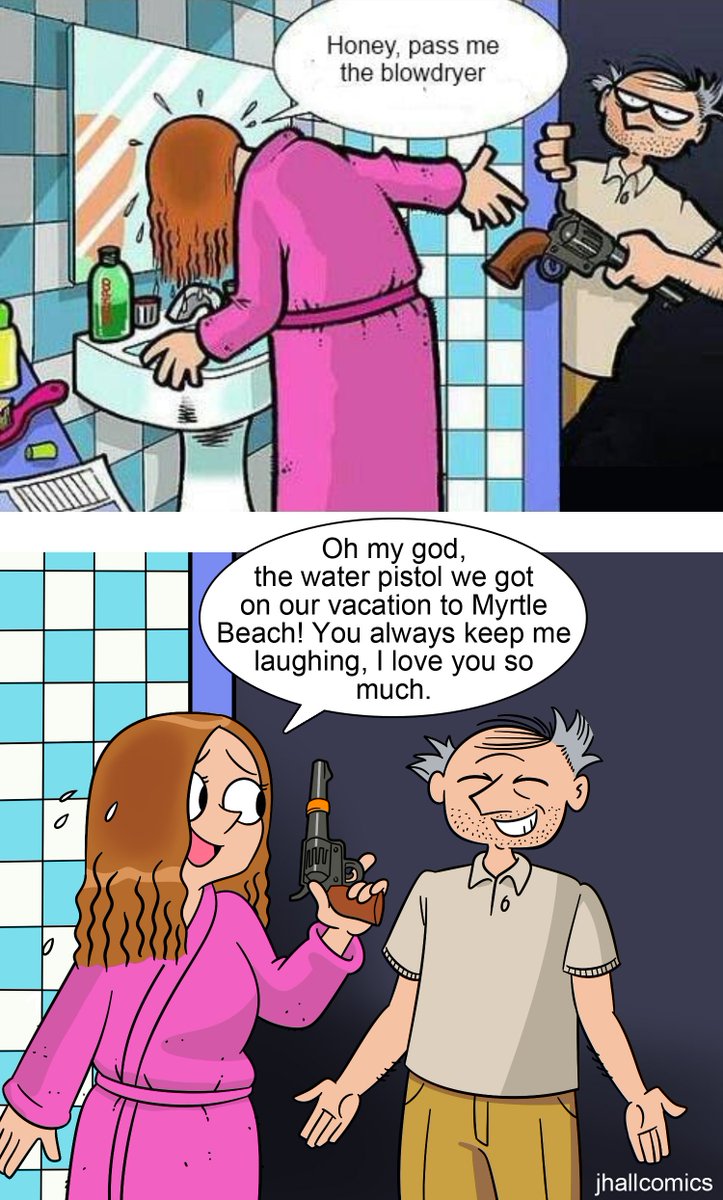 Honey, pass me
the blowdryer
Oh my god,
the water pistol we got
on our vacation to Myrtle
Beach! You always keep me
laughing, I love you so
much.
jhallcomics